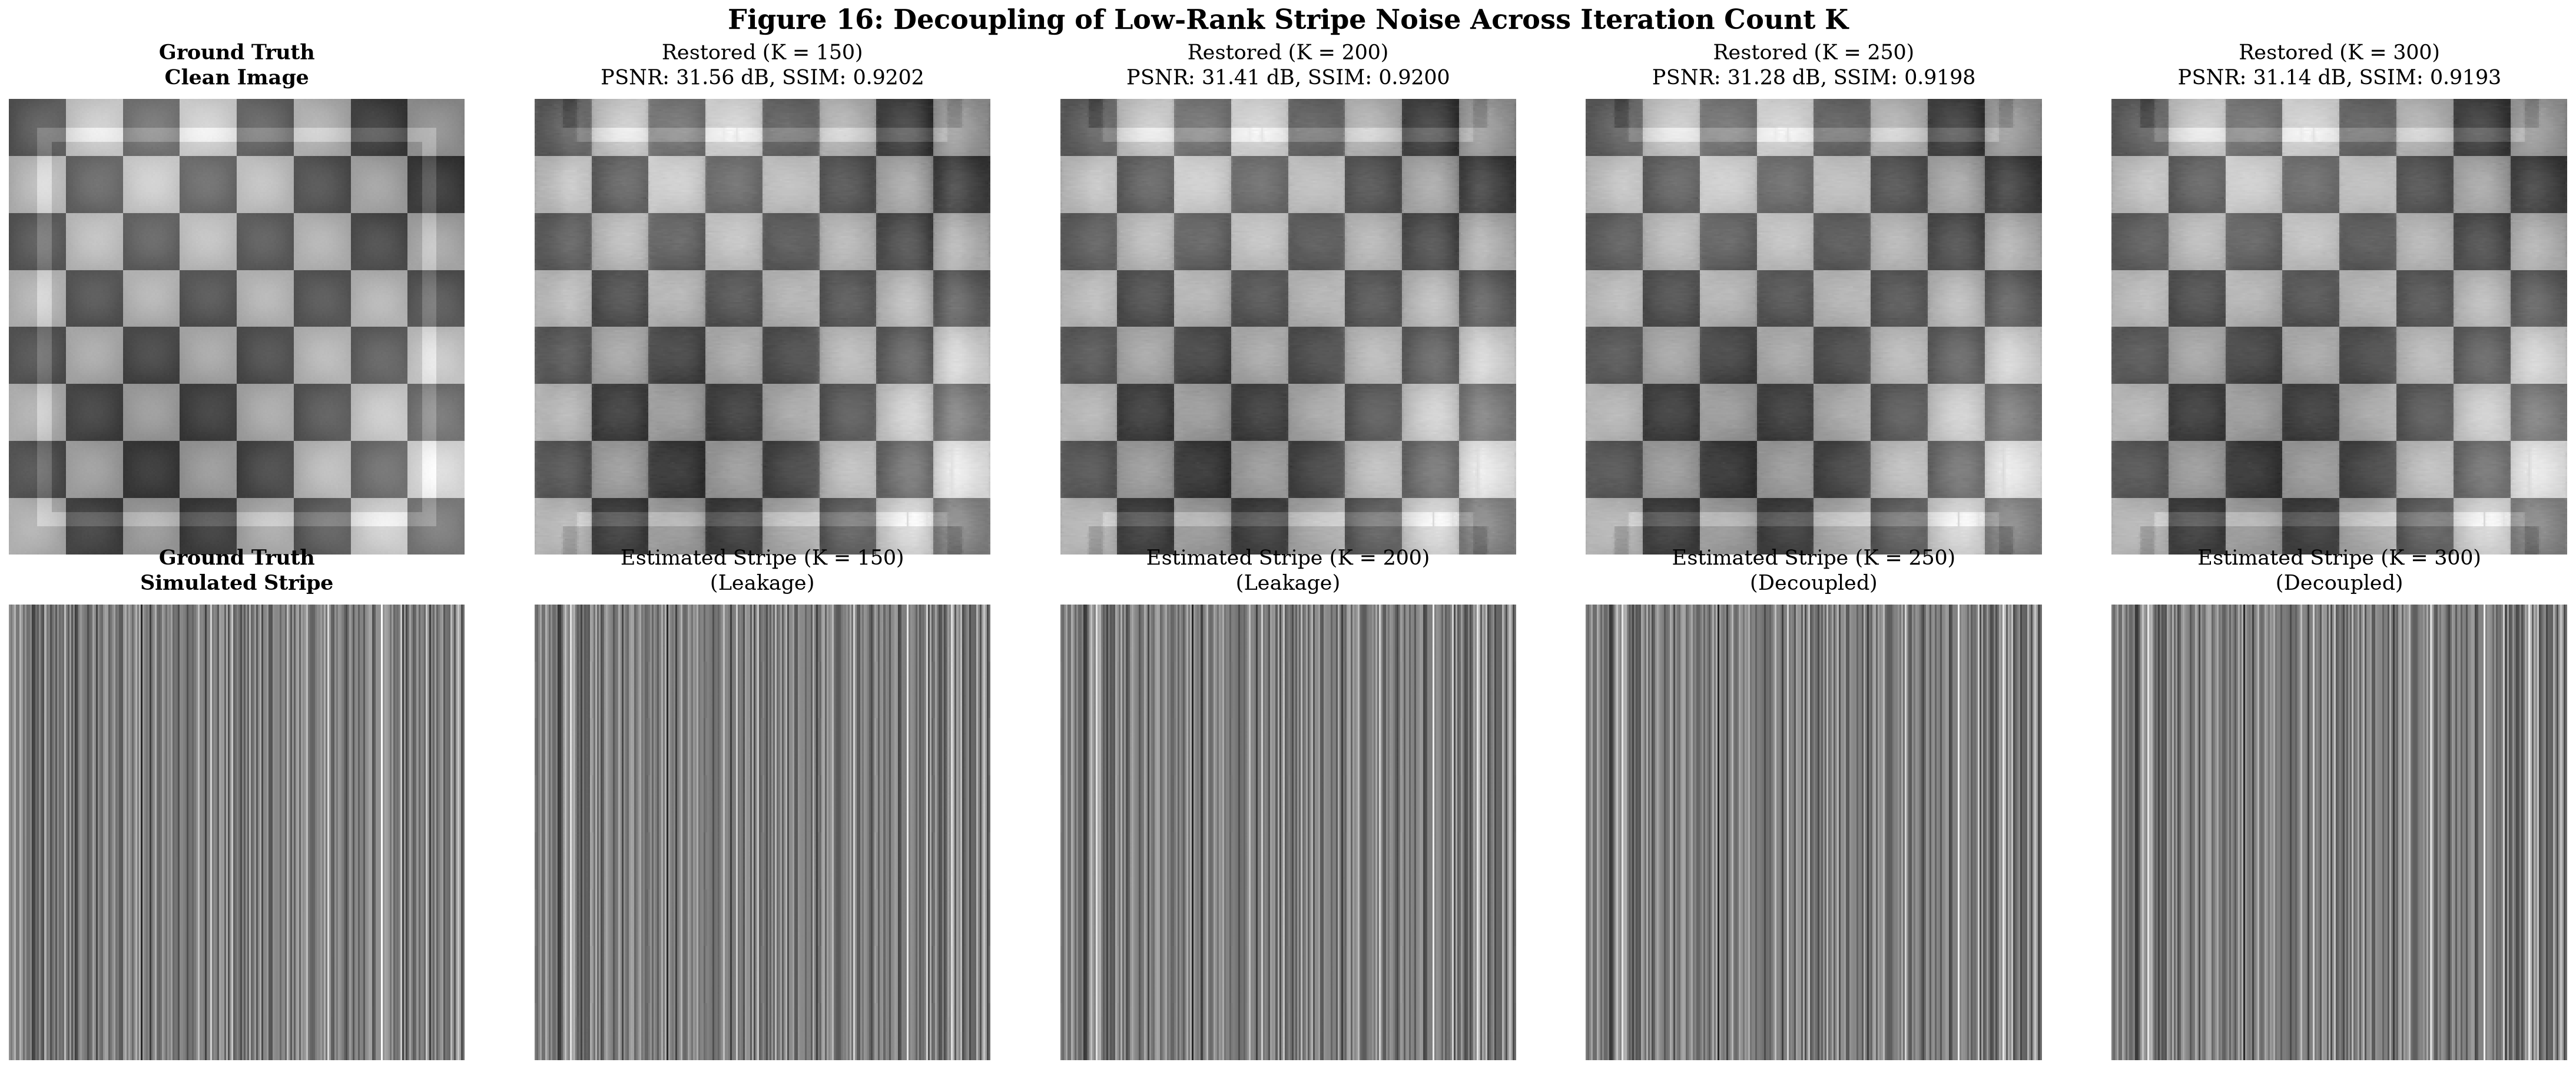 Figure 16: Decoupling of Low-Rank Stripe Noise Across Iteration Count K
Ground Truth
Clean Image
Restored (K = 150)
PSNR: 31.56 dB, SSIM: 0.9202
Restored (K = 200)
PSNR: 31.41 dB, SSIM: 0.9200
Restored (K = 250)
PSNR: 31.28 dB, SSIM: 0.9198
Restored (K = 300)
PSNR: 31.14 dB, SSIM: 0.9193
Ground Truth
Simulated Stripe
Estimated Stripe (K = 150)
(Leakage)
Estimated Stripe (K = 200)
(Leakage)
Estimated Stripe (K = 250)
(Decoupled)
Estimated Stripe (K = 300)
(Decoupled)